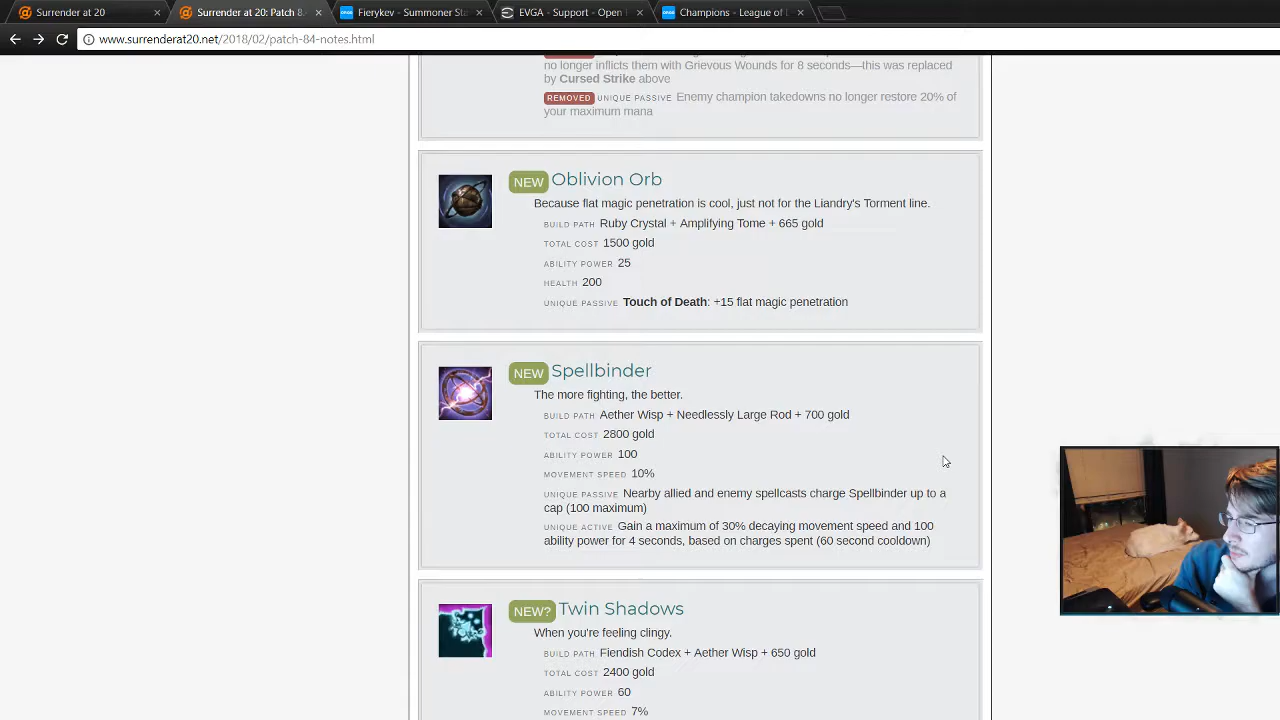 Surrender at 20
Surrender at 20: Patch 8.
Fierykev - Summoner Sta
EVGA - Support - Open
Champions - League of L
www.surrenderat20.net/2018/02/patch-84-notes.html
no longer inflicts them with Grievous Wounds for 8 seconds—this was replaced
by Cursed Strike above
REMOVED UNIQUE PASSIVE Enemy champion takedowns no longer restore 20% of
your maximum mana
NEW Oblivion Orb
Because flat magic penetration is cool, just not for the Liandry's Torment line.
BUILD PATH Ruby Crystal + Amplifying Tome + 665 gold
TOTAL COST 1500 gold
ABILITY POWER 25
HEALTH 200
UNIQUE PASSIVE Touch of Death: +15 flat magic penetration
NEW Spellbinder
The more fighting, the better.
BUILD PATH Aether Wisp + Needlessly Large Rod + 700 gold
TOTAL COST 2800 gold
ABILITY POWER 100
MOVEMENT SPEED 10%
UNIQUE PASSIVE Nearby allied and enemy spellcasts charge Spellbinder up to a
cap (100 maximum)
UNIQUE ACTIVE Gain a maximum of 30% decaying movement speed and 100
ability power for 4 seconds, based on charges spent (60 second cooldown)
NEW? Twin Shadows
When you're feeling clingy.
BUILD PATH Fiendish Codex + Aether Wisp + 650 gold
TOTAL COST 2400 gold
ABILITY POWER 60
MOVEMENT SPEED 7%